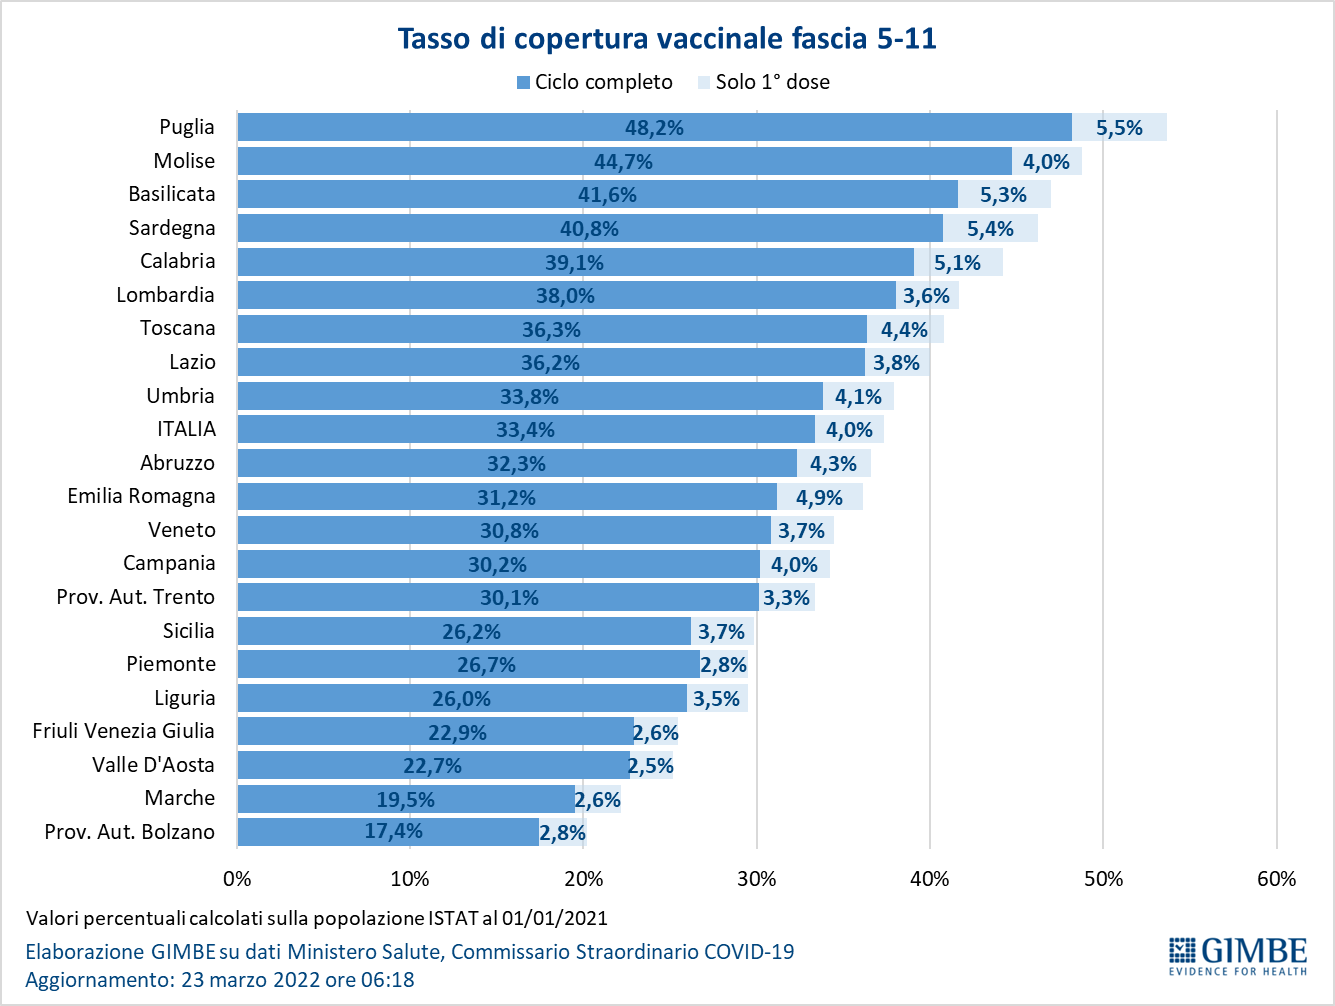 Tasso di copertura vaccinale fascia 5-11
Ciclo completo Solo 1° dose
Puglia 48,2% 5,5%
Molise 44,7% 4,0%
Basilicata 41,6% 5,3%
Sardegna 40,8% 5,4%
Calabria 39,1% 5,1%
Lombardia 38,0% 3,6%
Toscana 36,3% 4,4%
Lazio 36,2% 3,8%
Umbria 33,8% 4,1%
ITALIA 33,4% 4,0%
Abruzzo 32,3% 4,3%
Emilia Romagna 31,2% 4,9%
Veneto 30,8% 3,7%
Campania 30,2% 4,0%
Prov. Aut. Trento 30,1% 3,3%
Sicilia 26,2% 3,7%
Piemonte 26,7% 2,8%
Liguria 26,0% 3,5%
Friuli Venezia Giulia 22,9% 2,6%
Valle D'Aosta 22,7% 2,5%
Marche 19,5% 2,6%
Prov. Aut. Bolzano 17,4% 2,8%
0% 10% 20% 30% 40% 50% 60%
Valori percentuali calcolati sulla popolazione ISTAT al 01/01/2021
Elaborazione GIMBE su dati Ministero Salute, Commissario Straordinario COVID-19
Aggiornamento: 23 marzo 2022 ore 06:18
GIMBE
EVIDENCE FOR HEALTH